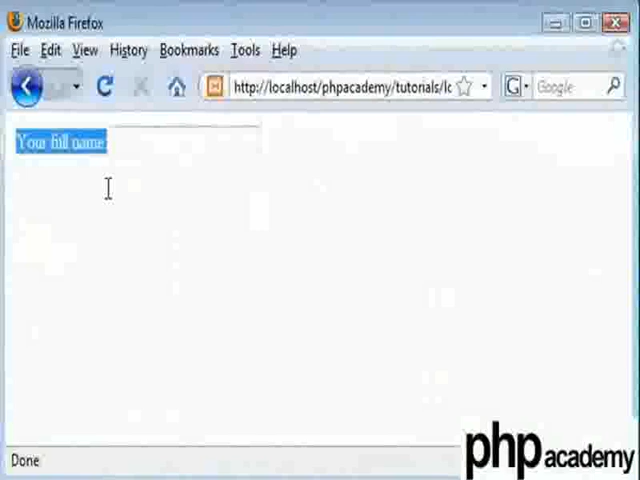 Mozilla Firefox
File Edit View History Bookmarks Tools Help
http://localhost/phpacademy/tutorials/lc G Google
Your full name
Done
php academy